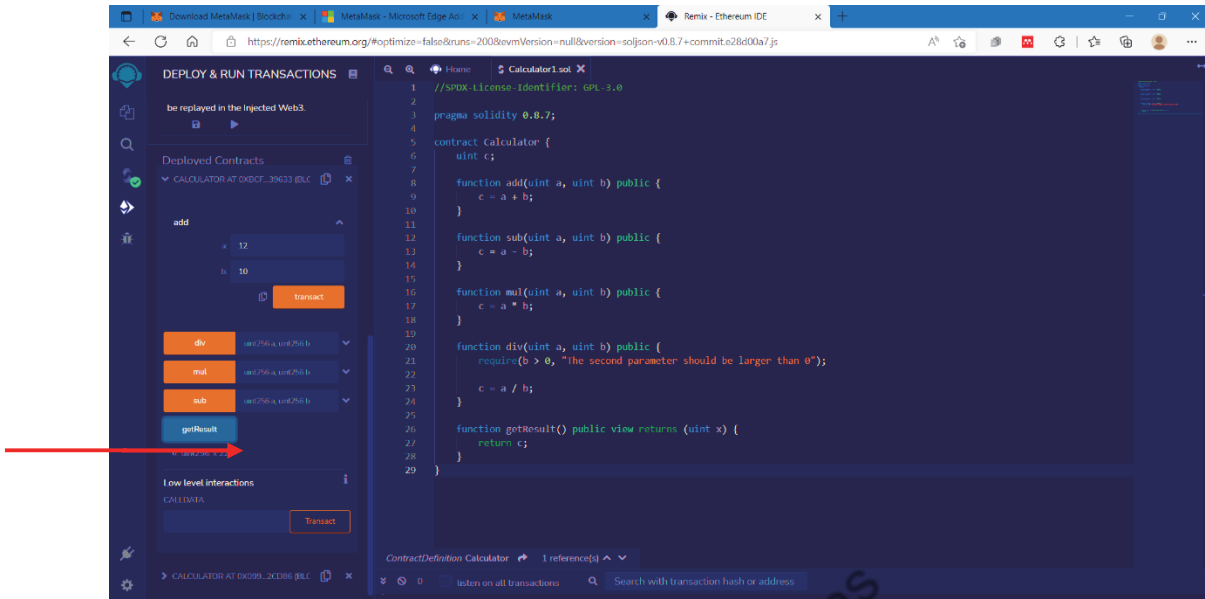 Download MetaMask | Blockcha
MetaMask - Microsoft Edge Add
MetaMask
Remix - Ethereum IDE
https://remix.ethereum.org/#optimize=false&runs=200&evmVersion=null&version=soljson-v0.8.7+commit.e28d00a7.js
DEPLOY & RUN TRANSACTIONS
be replayed in the Injected Web3.
Deployed Contracts
CALCULATOR AT 0XBCF...39633 (BLC
add
a: 12
b: 10
transact
div uint256 a, uint256 b
mul uint256 a, uint256 b
sub uint256 a, uint256 b
getResult
Low level interactions
i
CALLDATA
Transact
CALCULATOR AT 0X099...2CD86 (BLC
Home
Calculator1.sol
1 //SPDX-License-Identifier: GPL-3.0
2
3 pragma solidity 0.8.7;
4
5 contract Calculator {
6 uint c;
7
8 function add(uint a, uint b) public {
9 c = a + b;
10 }
11
12 function sub(uint a, uint b) public {
13 c = a - b;
14 }
15
16 function mul(uint a, uint b) public {
17 c = a * b;
18 }
19
20 function div(uint a, uint b) public {
21 require(b > 0, "The second parameter should be larger than 0");
22
23 c = a / b;
24 }
25
26 function getResult() public view returns (uint x) {
27 return c;
28 }
29 }
ContractDefinition Calculator 1 reference(s)
0 listen on all transactions Search with transaction hash or address